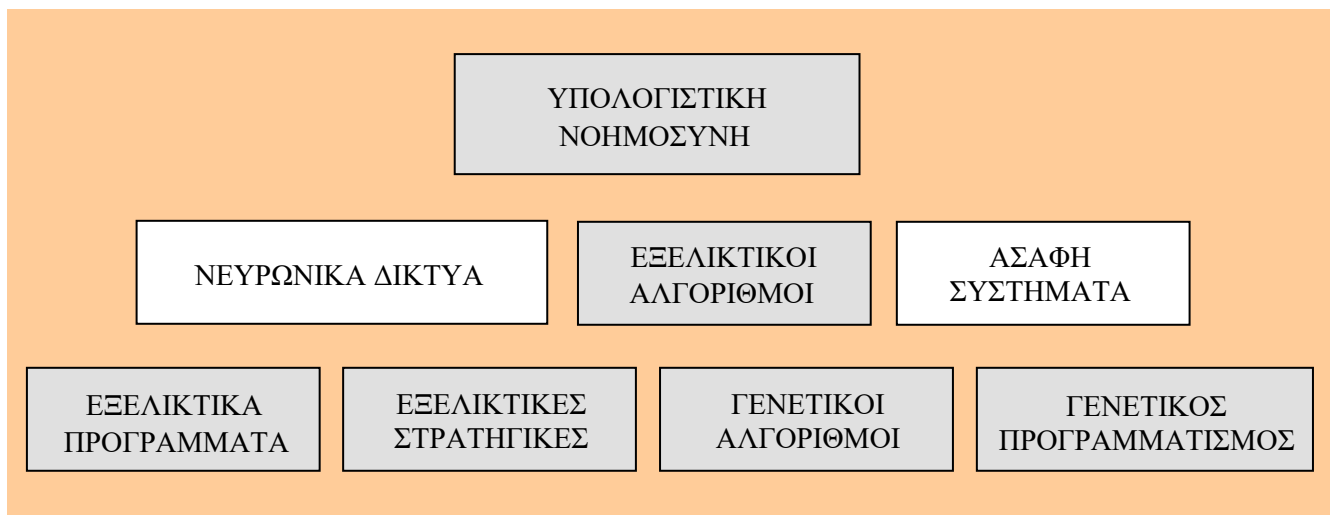 ΥΠΟΛΟΓΙΣΤΙΚΗ
ΝΟΗΜΟΣΥΝΗ
ΝΕΥΡΩΝΙΚΑ ΔΙΚΤΥΑ
ΕΞΕΛΙΚΤΙΚΟΙ
ΑΛΓΟΡΙΘΜΟΙ
ΑΣΑΦΗ
ΣΥΣΤΗΜΑΤΑ
ΕΞΕΛΙΚΤΙΚΑ
ΠΡΟΓΡΑΜΜΑΤΑ
ΕΞΕΛΙΚΤΙΚΕΣ
ΣΤΡΑΤΗΓΙΚΕΣ
ΓΕΝΕΤΙΚΟΙ
ΑΛΓΟΡΙΘΜΟΙ
ΓΕΝΕΤΙΚΟΣ
ΠΡΟΓΡΑΜΜΑΤΙΣΜΟΣ